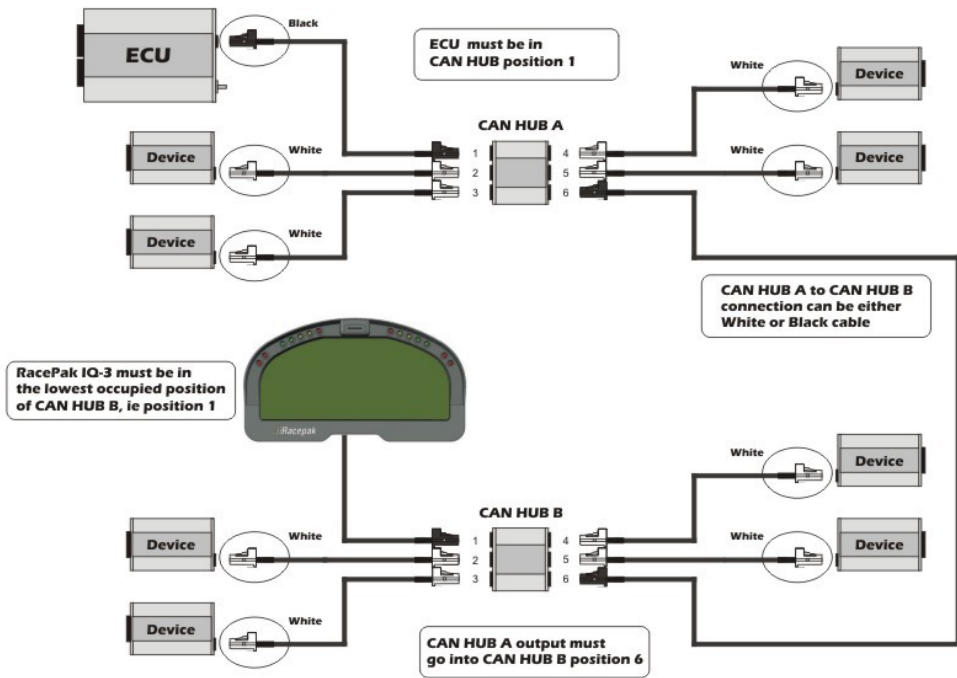 Black
ECU
ECU must be in
CAN HUB position 1
White
Device
CAN HUB A
Device
White
1
2
3
4
5
6
White
Device
Device
White
CAN HUB A to CAN HUB B
connection can be either
White or Black cable
RacePak IQ-3 must be in
the lowest occupied position
of CAN HUB B, ie position 1
Racepak
White
Device
CAN HUB B
Device
White
1
2
3
4
5
6
White
Device
Device
White
CAN HUB A output must
go into CAN HUB B position 6